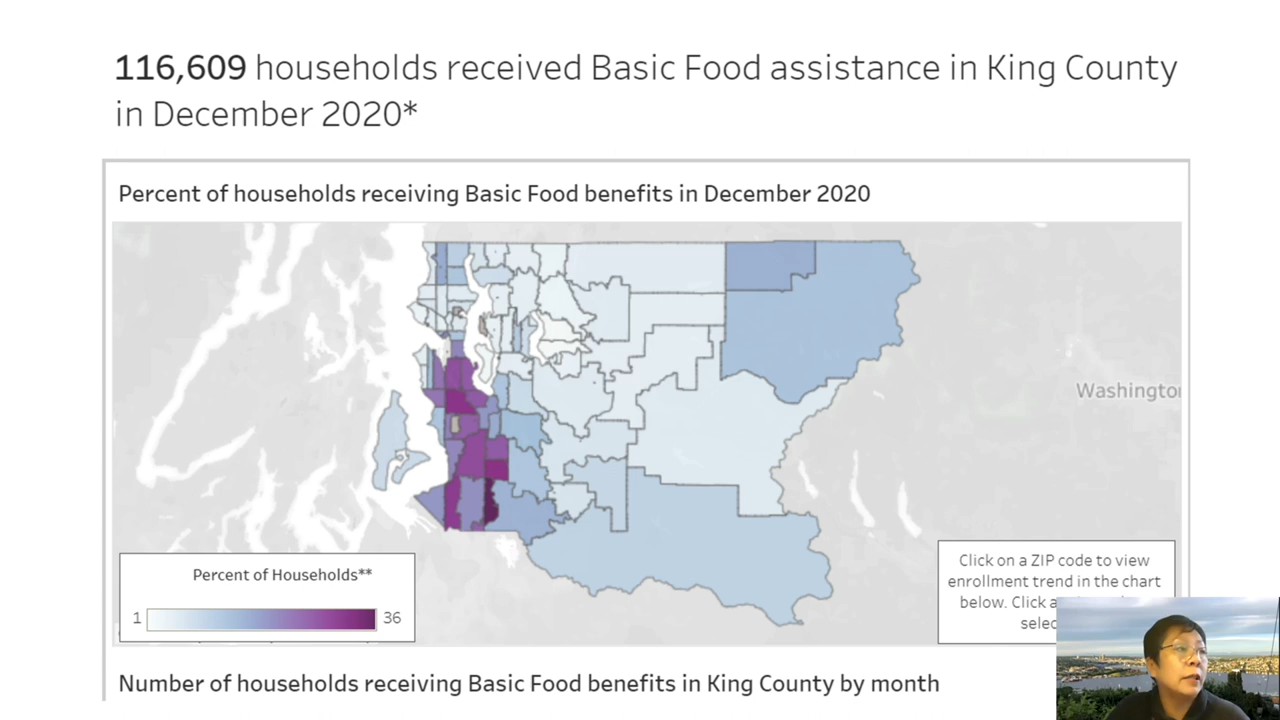 116,609 households received Basic Food assistance in King County
in December 2020*
Percent of households receiving Basic Food benefits in December 2020
Washington
Percent of Households**
1
36
Click on a ZIP code to view
enrollment trend in the chart
below. Click a
selec
Number of households receiving Basic Food benefits in King County by month